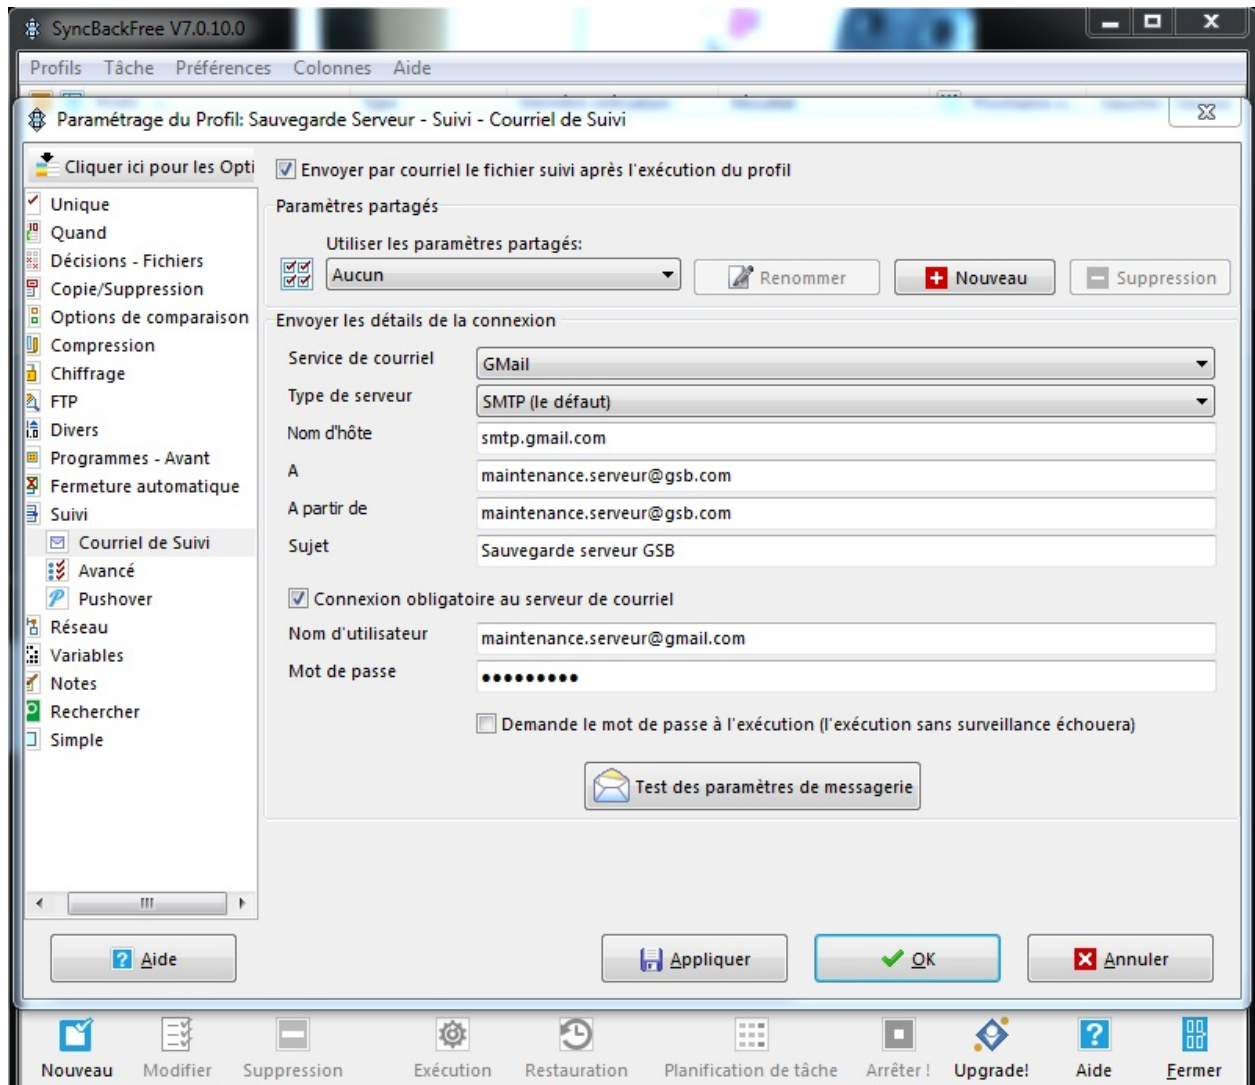 SyncBackFree V7.0.10.0
Profils Tâche Préférences Colonnes Aide
Paramétrage du Profil: Sauvegarde Serveur - Suivi - Courriel de Suivi
Cliquer ici pour les Opti
Unique
Quand
Décisions - Fichiers
Copie/Suppression
Options de comparaison
Compression
Chiffrage
FTP
Divers
Programmes - Avant
Fermeture automatique
Suivi
Courriel de Suivi
Avancé
Pushover
Réseau
Variables
Notes
Rechercher
Simple
Envoyer par courriel le fichier suivi après l'exécution du profil
Paramètres partagés
Utiliser les paramètres partagés:
Aucun Renommer Nouveau Suppression
Envoyer les détails de la connexion
Service de courriel GMail
Type de serveur SMTP (le défaut)
Nom d'hôte smtp.gmail.com
A maintenance.serveur@gsb.com
A partir de maintenance.serveur@gsb.com
Sujet Sauvegarde serveur GSB
Connexion obligatoire au serveur de courriel
Nom d'utilisateur maintenance.serveur@gmail.com
Mot de passe •••••••••
Demande le mot de passe à l'exécution (l'exécution sans surveillance échouera)
Test des paramètres de messagerie
Aide Appliquer OK Annuler
Nouveau Modifier Suppression Exécution Restauration Planification de tâche Arrêter ! Upgrade! Aide Fermer